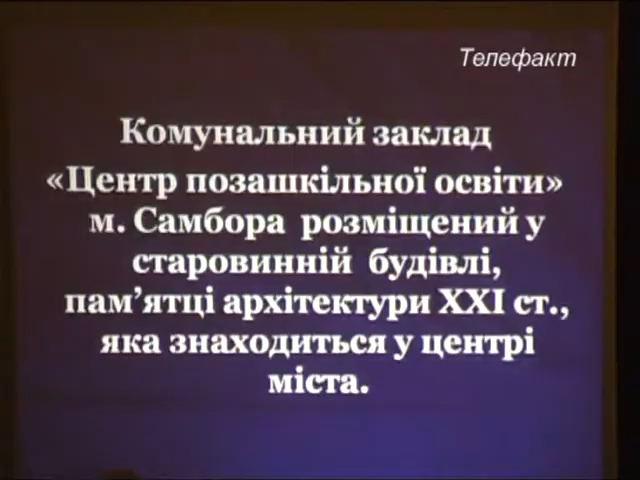 Телефакт
Комунальний заклад
«Центр позашкільної освіти»
м. Самбора розміщений у
старовинній будівлі,
пам’ятці архітектури XXI ст.,
яка знаходиться у центрі
міста.